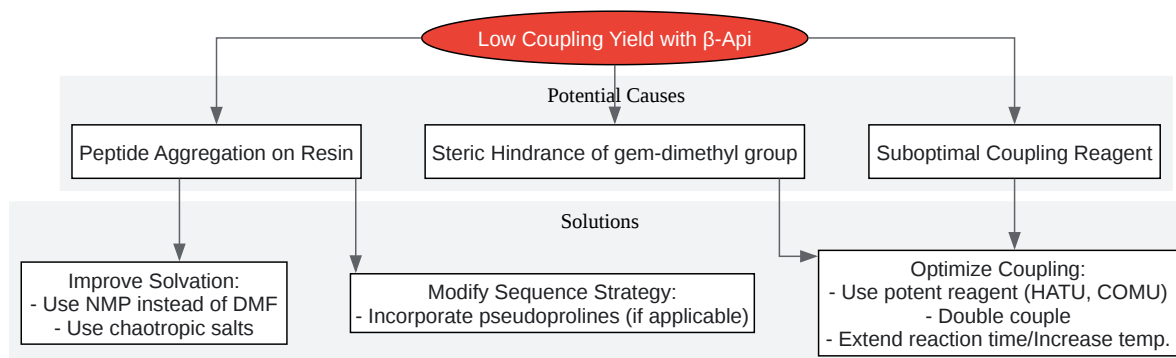 Low Coupling Yield with β-Api
Potential Causes
Peptide Aggregation on Resin
Steric Hindrance of gem-dimethyl group
Suboptimal Coupling Reagent
Solutions
Improve Solvation:
- Use NMP instead of DMF
- Use chaotropic salts
Modify Sequence Strategy:
- Incorporate pseudoprolines (if applicable)
Optimize Coupling:
- Use potent reagent (HATU, COMU)
- Double couple
- Extend reaction time/Increase temp.